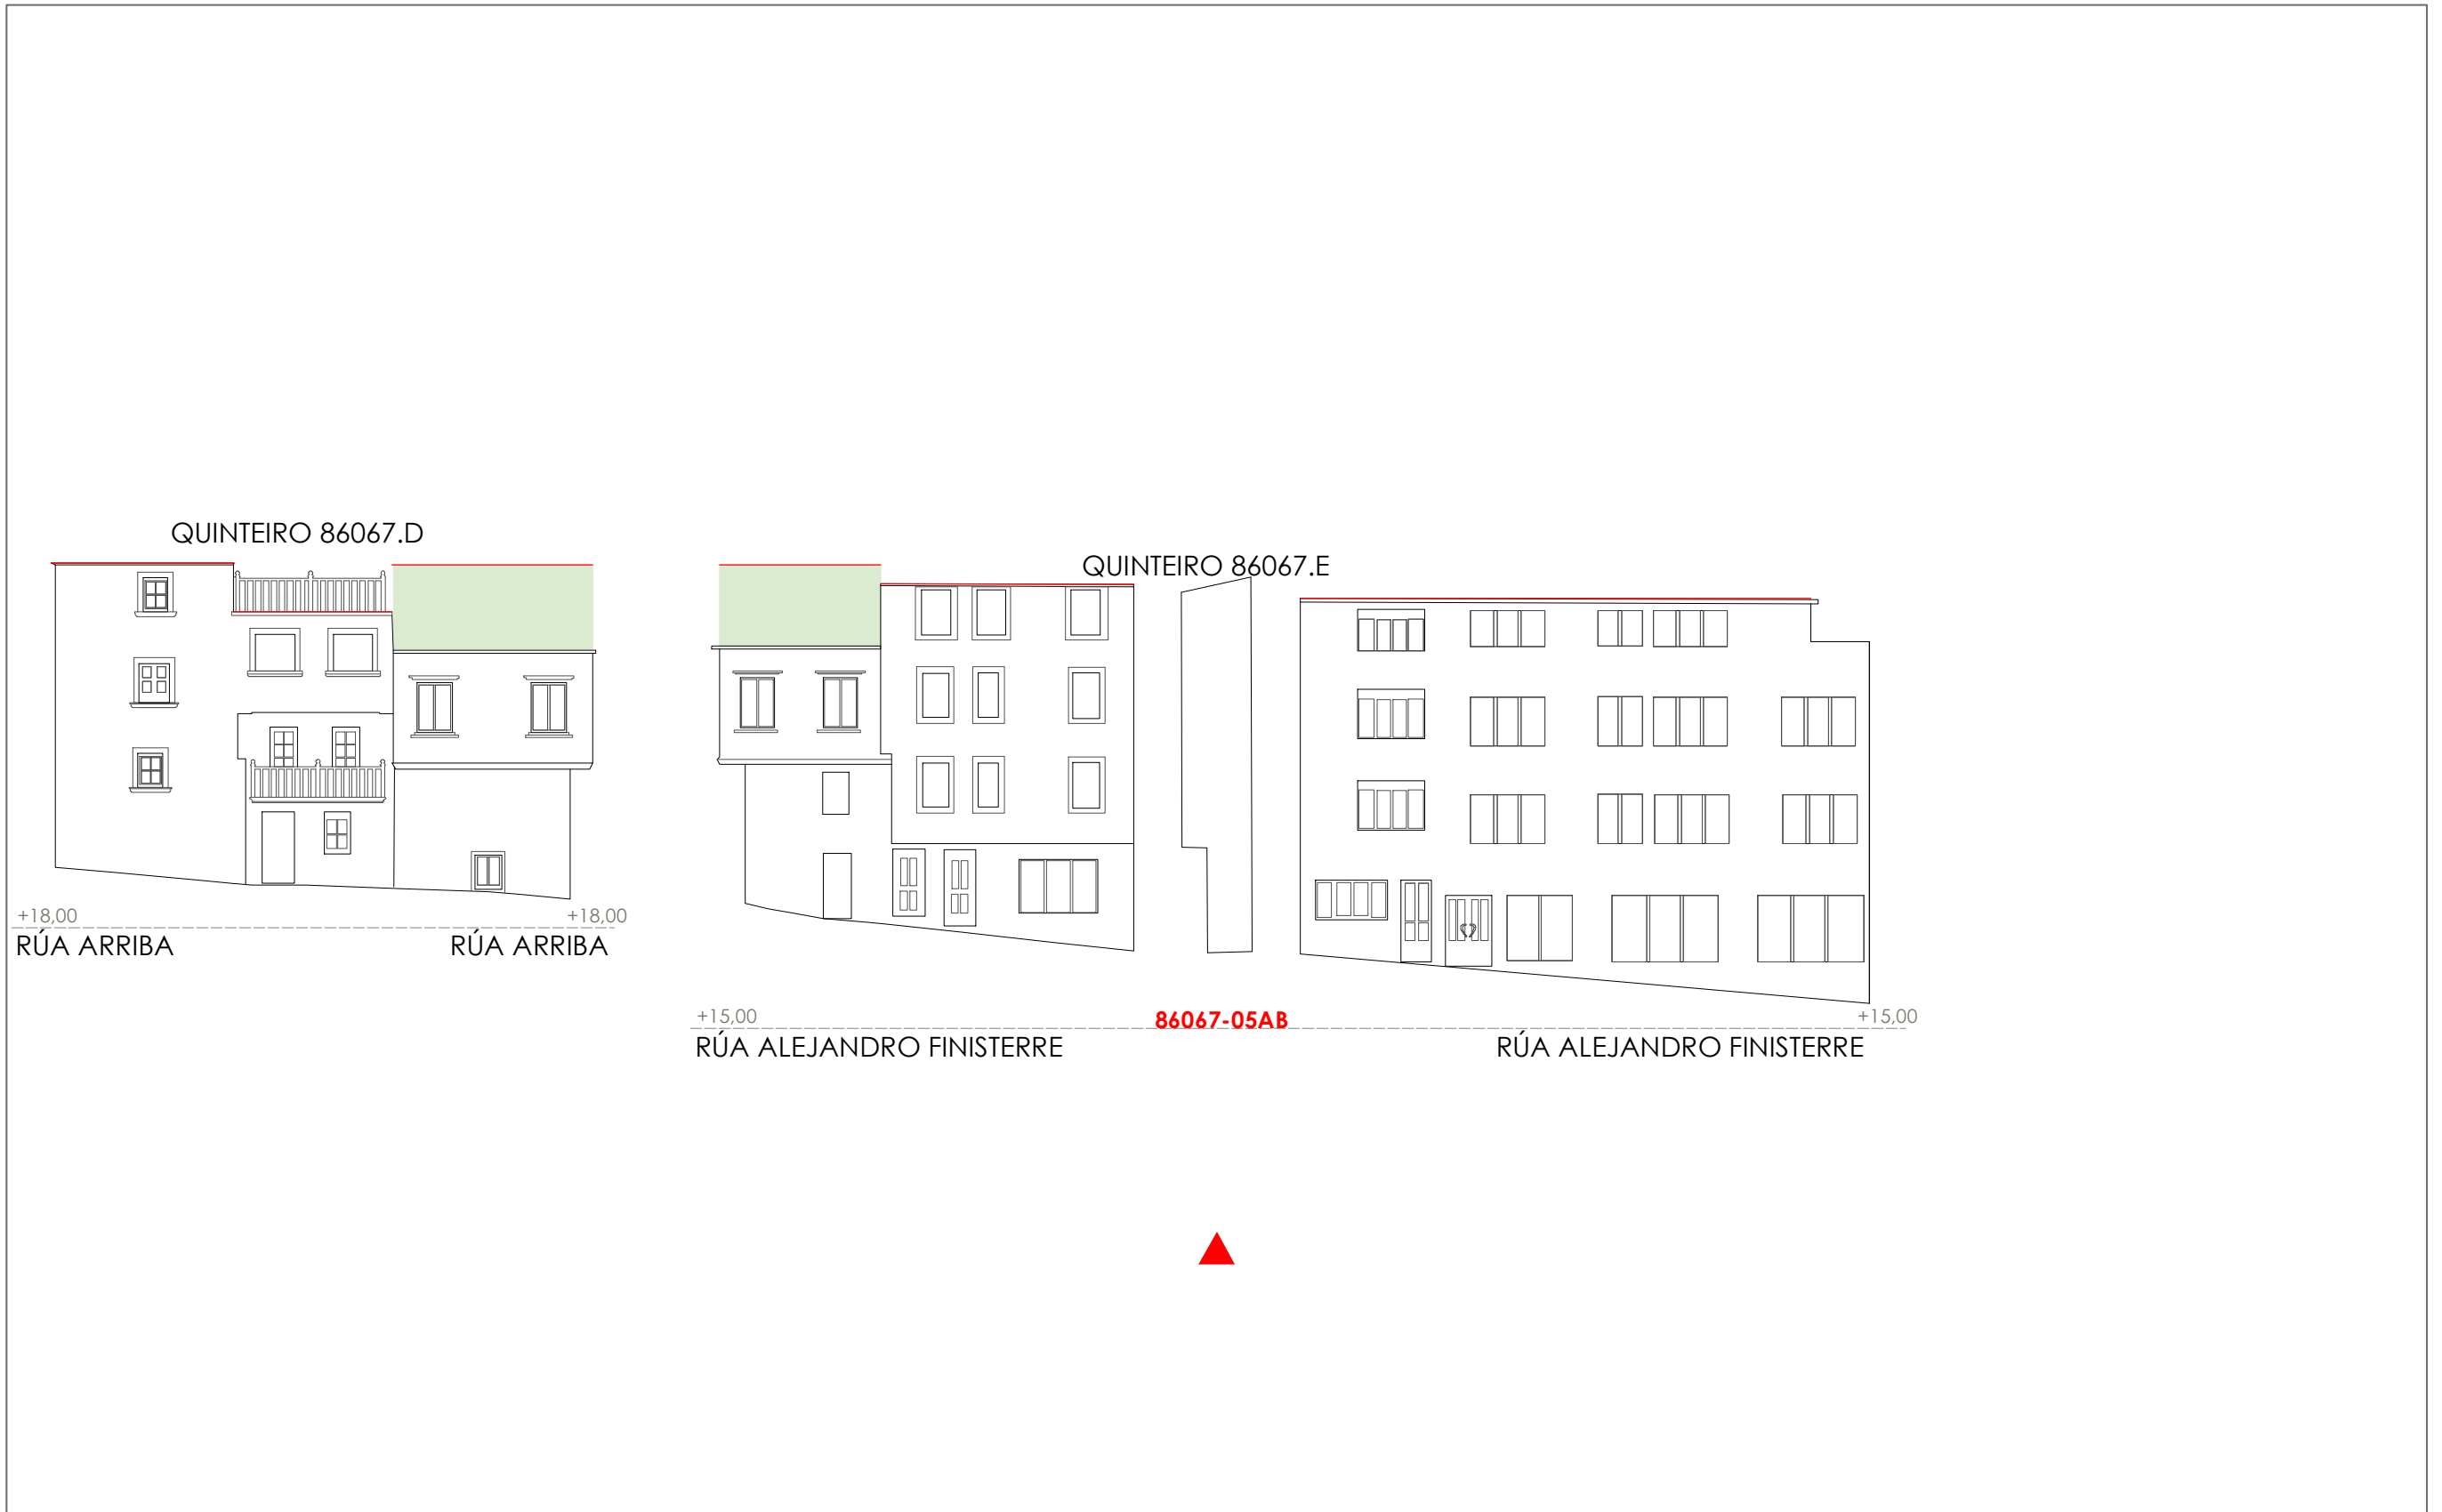 QUINTEIRO 86067.D
QUINTEIRO 86067.E
+18,00
+18,00
RÚA ARRIBA
RÚA ARRIBA
+15,00
86067-05AB
+15,00
RÚA ALEJANDRO FINISTERRE
RÚA ALEJANDRO FINISTERRE